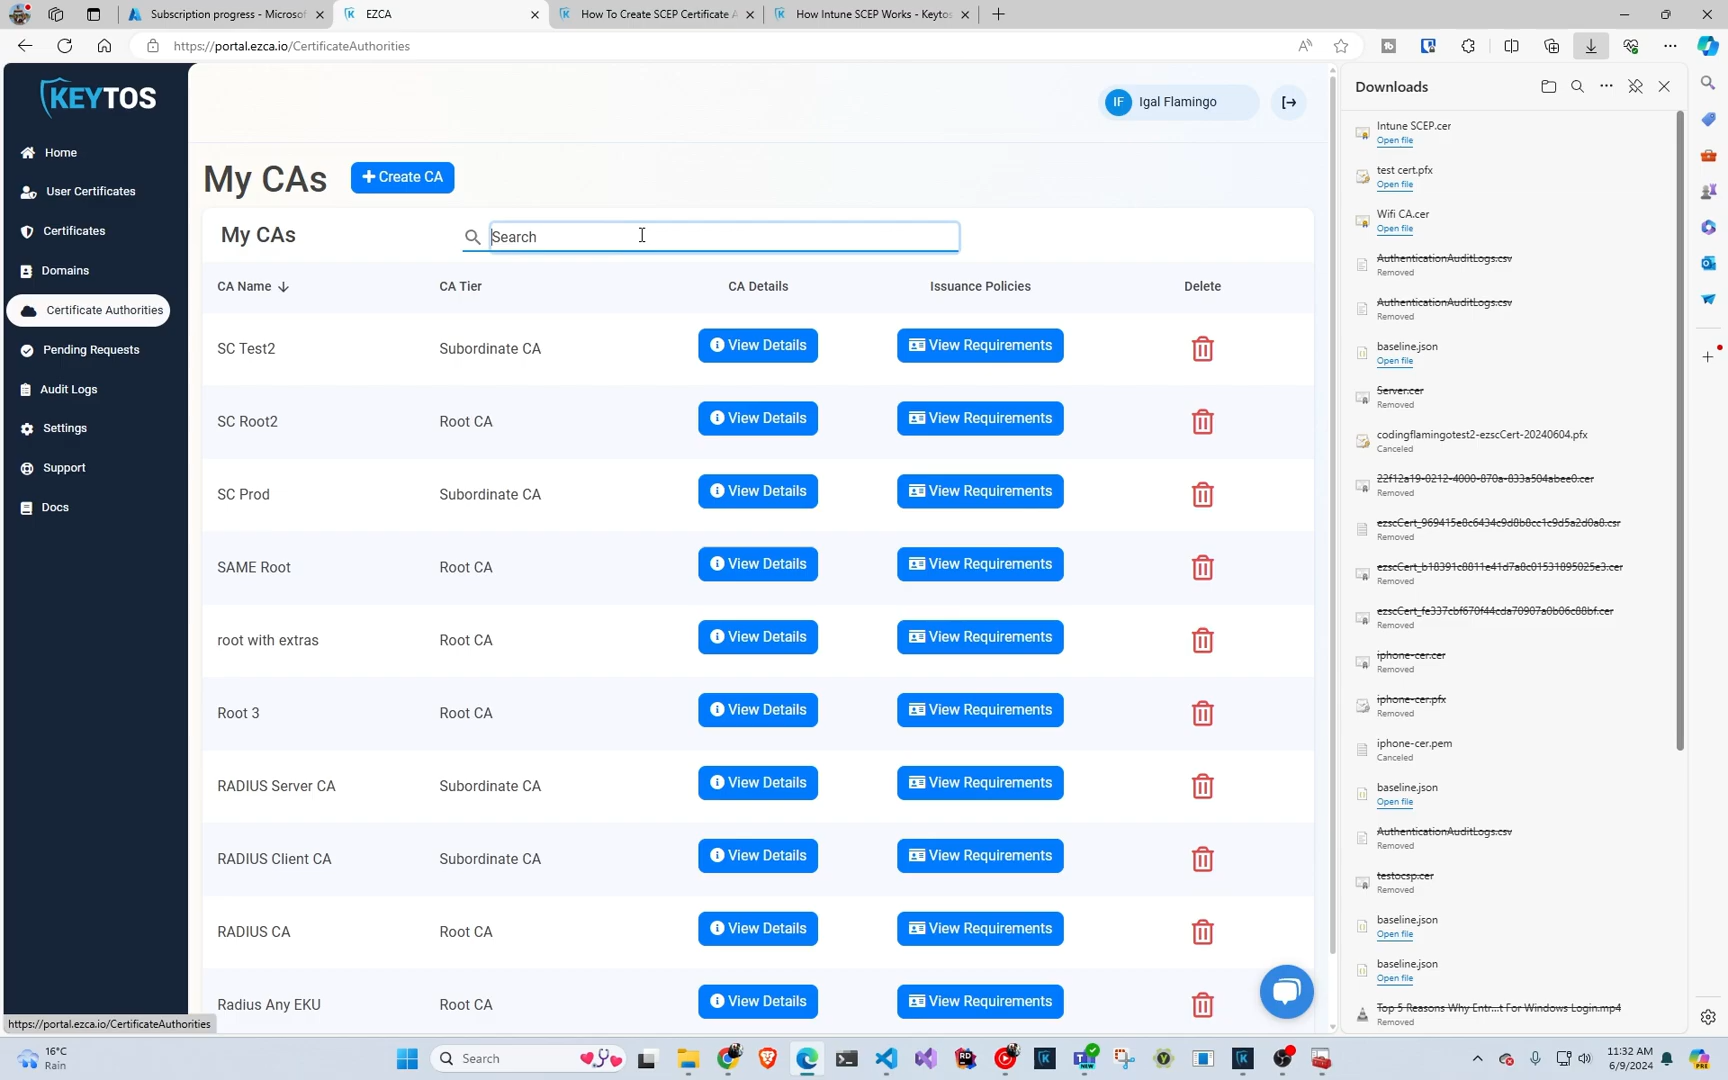 Subscription progress - Microsof
EZCA
How To Create SCEP Certificate A
How Intune SCEP Works - Keytos
https://portal.ezca.io/CertificateAuthorities
KEYTOS
Home
User Certificates
Certificates
Domains
Certificate Authorities
Pending Requests
Audit Logs
Settings
Support
Docs
IF Igal Flamingo
My CAs
+ Create CA
My CAs
Search
CA Name CA Tier CA Details Issuance Policies Delete
SC Test2 Subordinate CA View Details View Requirements
SC Root2 Root CA View Details View Requirements
SC Prod Subordinate CA View Details View Requirements
SAME Root Root CA View Details View Requirements
root with extras Root CA View Details View Requirements
Root 3 Root CA View Details View Requirements
RADIUS Server CA Subordinate CA View Details View Requirements
RADIUS Client CA Subordinate CA View Details View Requirements
RADIUS CA Root CA View Details View Requirements
Radius Any EKU Root CA View Details View Requirements
https://portal.ezca.io/CertificateAuthorities
Downloads
Intune SCEP.cer
Open file
test cert.pfx
Open file
Wifi CA.cer
Open file
AuthenticationAuditLogs.csv
Removed
AuthenticationAuditLogs.csv
Removed
baseline.json
Open file
Server.cer
Removed
codingflamingotest2-ezscCert-20240604.pfx
Canceled
22f12a19-0212-4000-870a-833a504abee0.cer
Removed
ezscCert_969415e8c6434c9d8b8cc1c9d5a2d0a8.csr
Removed
ezscCert_b18391c8811e41d7a8c01531895025e3.cer
Removed
ezscCert_fe337cbf670f44cda70907a0b06c88bf.cer
Removed
iphone-cer.cer
Removed
iphone-cer.pfx
Removed
iphone-cer.pem
Canceled
baseline.json
Open file
AuthenticationAuditLogs.csv
Removed
testocsp.cer
Removed
baseline.json
Open file
baseline.json
Open file
Top 5 Reasons Why Entr...t For Windows Login.mp4
Removed
16°C
Rain
Search
11:32 AM
6/9/2024